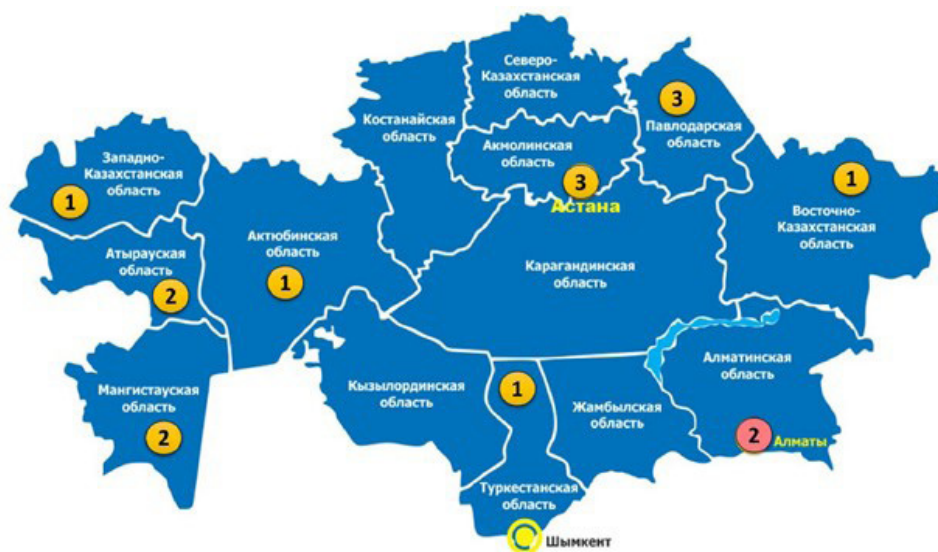 Северо-
Казахстанская
область
3
Павлодарская
область
Костанайская
область
Акмолинская
область
3
Астана
Западно-
Казахстанская
область
1
1
Восточно-
Казахстанская
область
Актюбинская
область
1
Атырауская
область
2
Карагандинская
область
Мангистауская
область
2
Кызылординская
область
1
Жамбылская
область
Алматинская
область
2
Алматы
Туркестанская
область
Шымкент